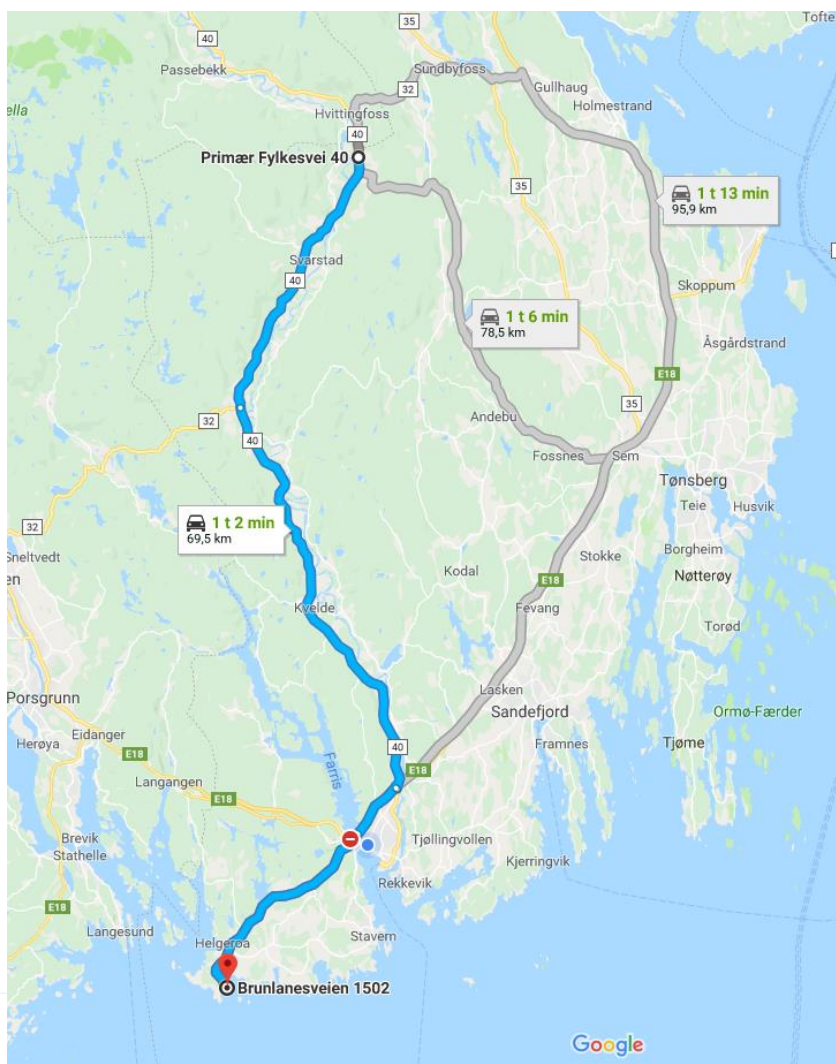 Tofte
35
40
Passebekk
Sundbyfoss
Gullhaug
32
Holmestrand
Hvittingfoss
40
Primær Fylkesvei 40
35
1 t 13 min
95,9 km
Svarstad
40
Skoppum
1 t 6 min
78,5 km
Åsgårdstrand
E18
32
40
Andebu
35
Fossnes
Sem
Tønsberg
1 t 2 min
69,5 km
Teie
Husvik
32
Sneltvedt
Borgheim
Stokke
Nøtterøy
Kodal
E18
Kvelde
Fevang
Torød
Lasken
Porsgrunn
Sandefjord
Ormø-Færder
Eidanger
Herøya
Framnes
Tjøme
40
E18
Farris
E18
Langangen
E18
Brevik
Stathelle
Tjøllingvollen
Kjerringvik
Rekkevik
E18
Langesund
Helgeroa
Stavern
Brunlanesveien 1502
Google